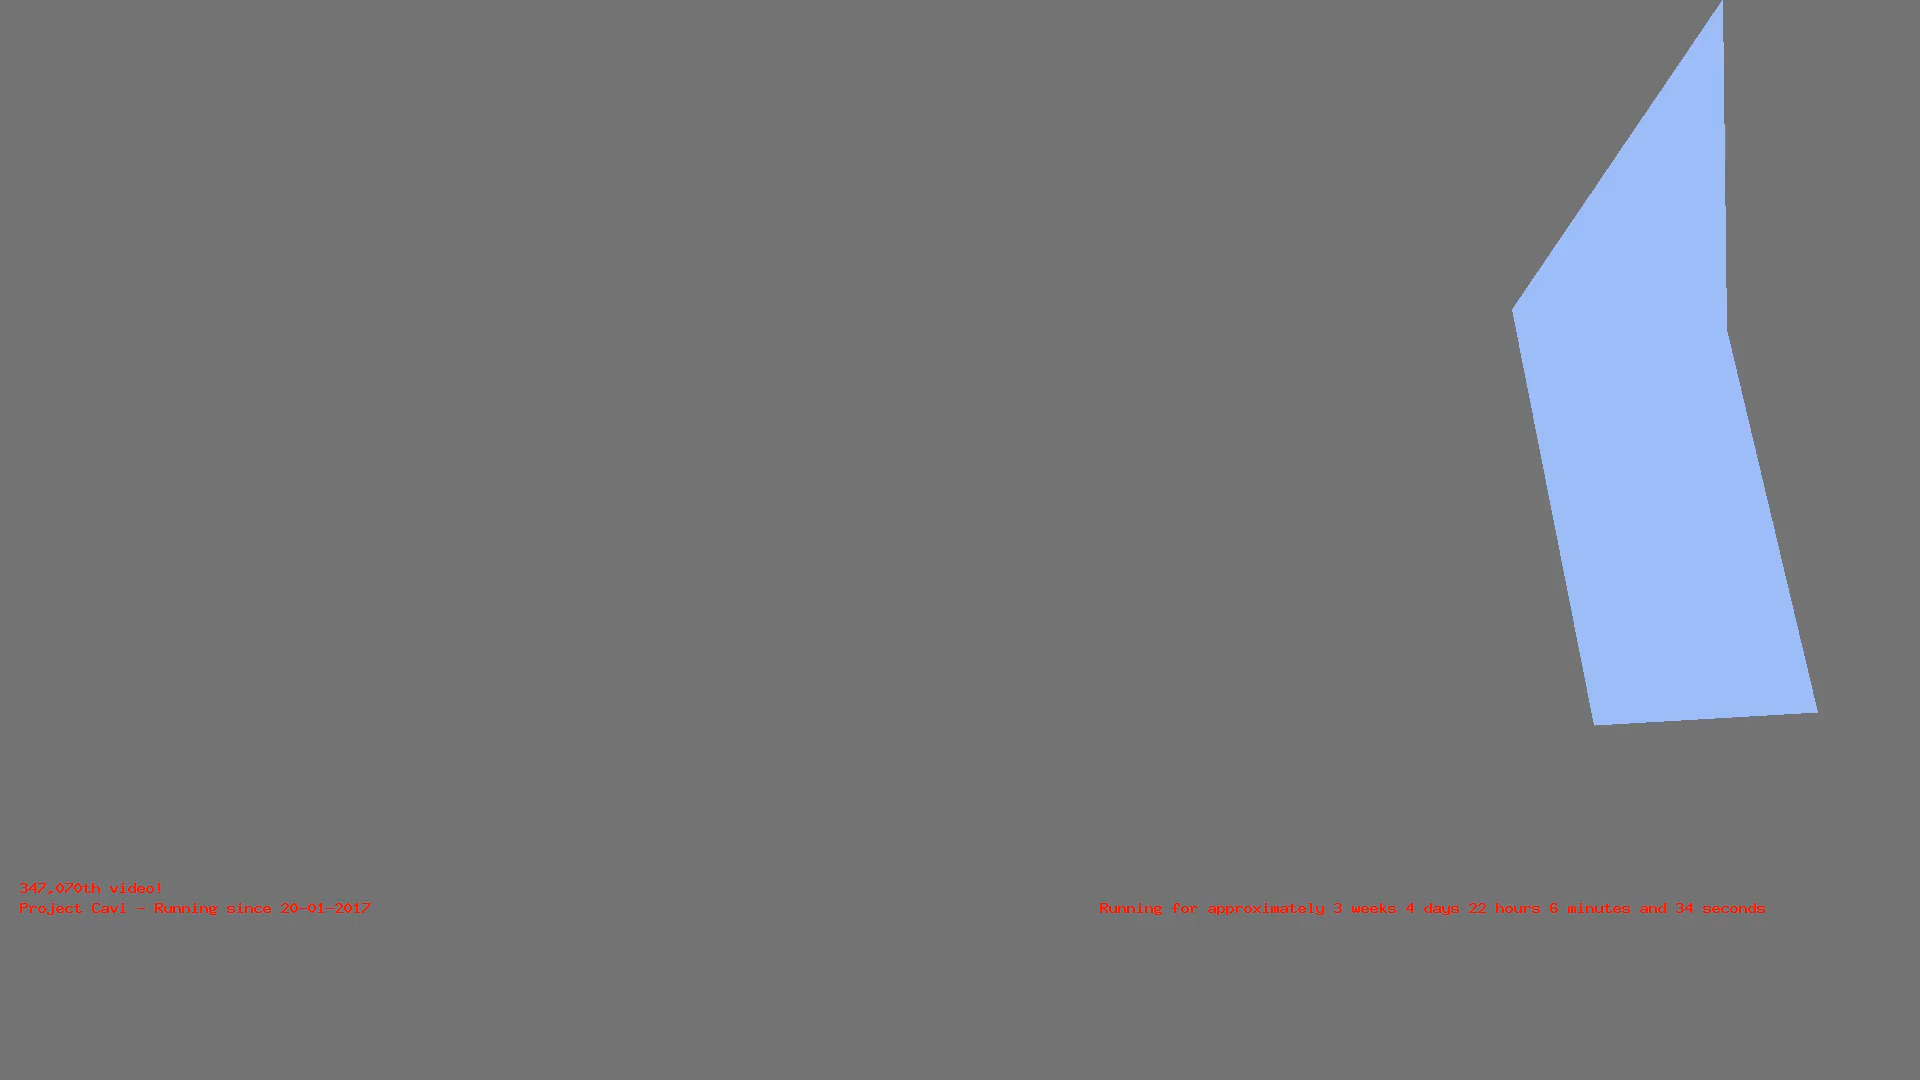 347,070th video!
Project Cavi - Running since 20-01-2017
Running for approximately 3 weeks 4 days 22 hours 6 minutes and 34 seconds